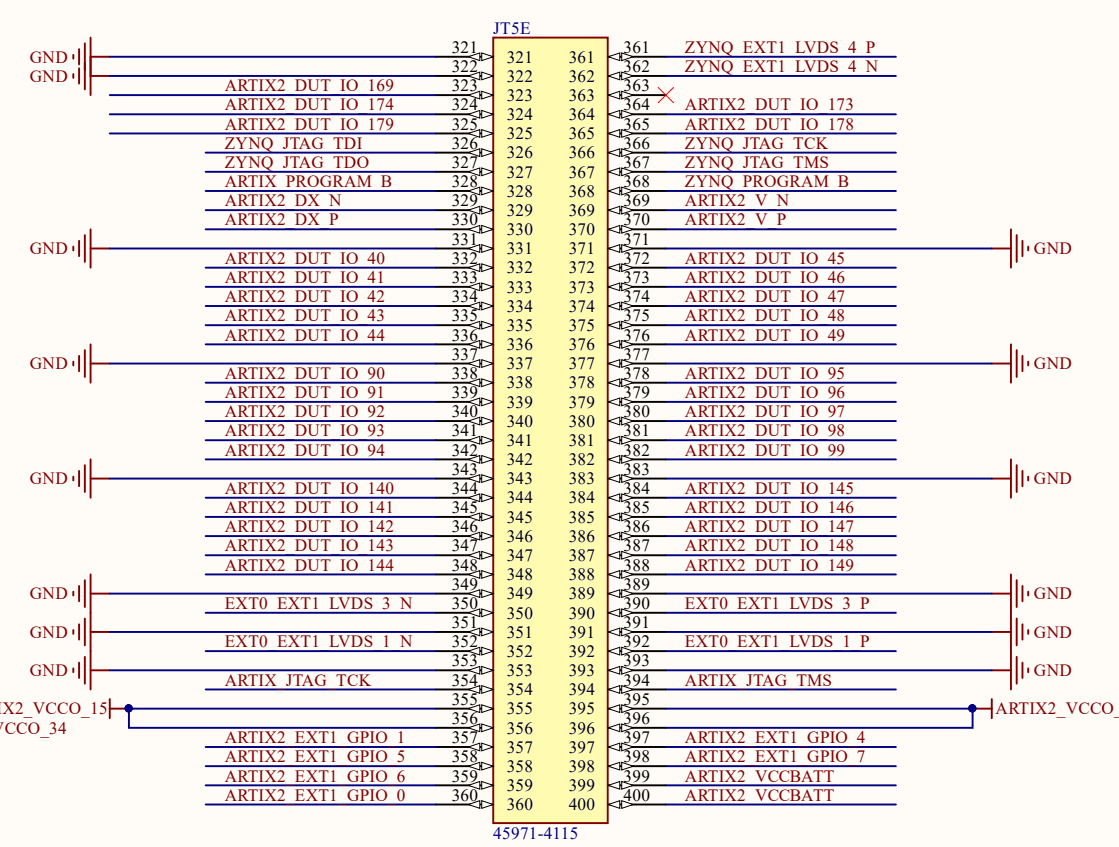 JT5E
GND 321 321 361 361 ZYNQ_EXT1_LVDS_4_P
GND 322 322 362 362 ZYNQ_EXT1_LVDS_4_N
ARTIX2_DUT_IO_169 323 323 363 363
ARTIX2_DUT_IO_174 324 324 364 364 ARTIX2_DUT_IO_173
ARTIX2_DUT_IO_179 325 325 365 365 ARTIX2_DUT_IO_178
ZYNQ_JTAG_TDI 326 326 366 366 ZYNQ_JTAG_TCK
ZYNQ_JTAG_TDO 327 327 367 367 ZYNQ_JTAG_TMS
ARTIX_PROGRAM_B 328 328 368 368 ZYNQ_PROGRAM_B
ARTIX2_DX_N 329 329 369 369 ARTIX2_V_N
ARTIX2_DX_P 330 330 370 370 ARTIX2_V_P
GND 331 331 371 371 GND
ARTIX2_DUT_IO_40 332 332 372 372 ARTIX2_DUT_IO_45
ARTIX2_DUT_IO_41 333 333 373 373 ARTIX2_DUT_IO_46
ARTIX2_DUT_IO_42 334 334 374 374 ARTIX2_DUT_IO_47
ARTIX2_DUT_IO_43 335 335 375 375 ARTIX2_DUT_IO_48
ARTIX2_DUT_IO_44 336 336 376 376 ARTIX2_DUT_IO_49
GND 337 337 377 377 GND
ARTIX2_DUT_IO_90 338 338 378 378 ARTIX2_DUT_IO_95
ARTIX2_DUT_IO_91 339 339 379 379 ARTIX2_DUT_IO_96
ARTIX2_DUT_IO_92 340 340 380 380 ARTIX2_DUT_IO_97
ARTIX2_DUT_IO_93 341 341 381 381 ARTIX2_DUT_IO_98
ARTIX2_DUT_IO_94 342 342 382 382 ARTIX2_DUT_IO_99
GND 343 343 383 383 GND
ARTIX2_DUT_IO_140 344 344 384 384 ARTIX2_DUT_IO_145
ARTIX2_DUT_IO_141 345 345 385 385 ARTIX2_DUT_IO_146
ARTIX2_DUT_IO_142 346 346 386 386 ARTIX2_DUT_IO_147
ARTIX2_DUT_IO_143 347 347 387 387 ARTIX2_DUT_IO_148
ARTIX2_DUT_IO_144 348 348 388 388 ARTIX2_DUT_IO_149
GND 349 349 389 389 GND
EXT0_EXT1_LVDS_3_N 350 350 390 390 EXT0_EXT1_LVDS_3_P
GND 351 351 391 391 GND
EXT0_EXT1_LVDS_1_N 352 352 392 392 EXT0_EXT1_LVDS_1_P
GND 353 353 393 393 GND
ARTIX_JTAG_TCK 354 354 394 394 ARTIX_JTAG_TMS
IX2_VCCO_15 355 355 395 395 ARTIX2_VCCO_
VCCO_34 356 356 396 396
ARTIX2_EXT1_GPIO_1 357 357 397 397 ARTIX2_EXT1_GPIO_4
ARTIX2_EXT1_GPIO_5 358 358 398 398 ARTIX2_EXT1_GPIO_7
ARTIX2_EXT1_GPIO_6 359 359 399 399 ARTIX2_VCCBATT
ARTIX2_EXT1_GPIO_0 360 360 400 400 ARTIX2_VCCBATT
45971-4115